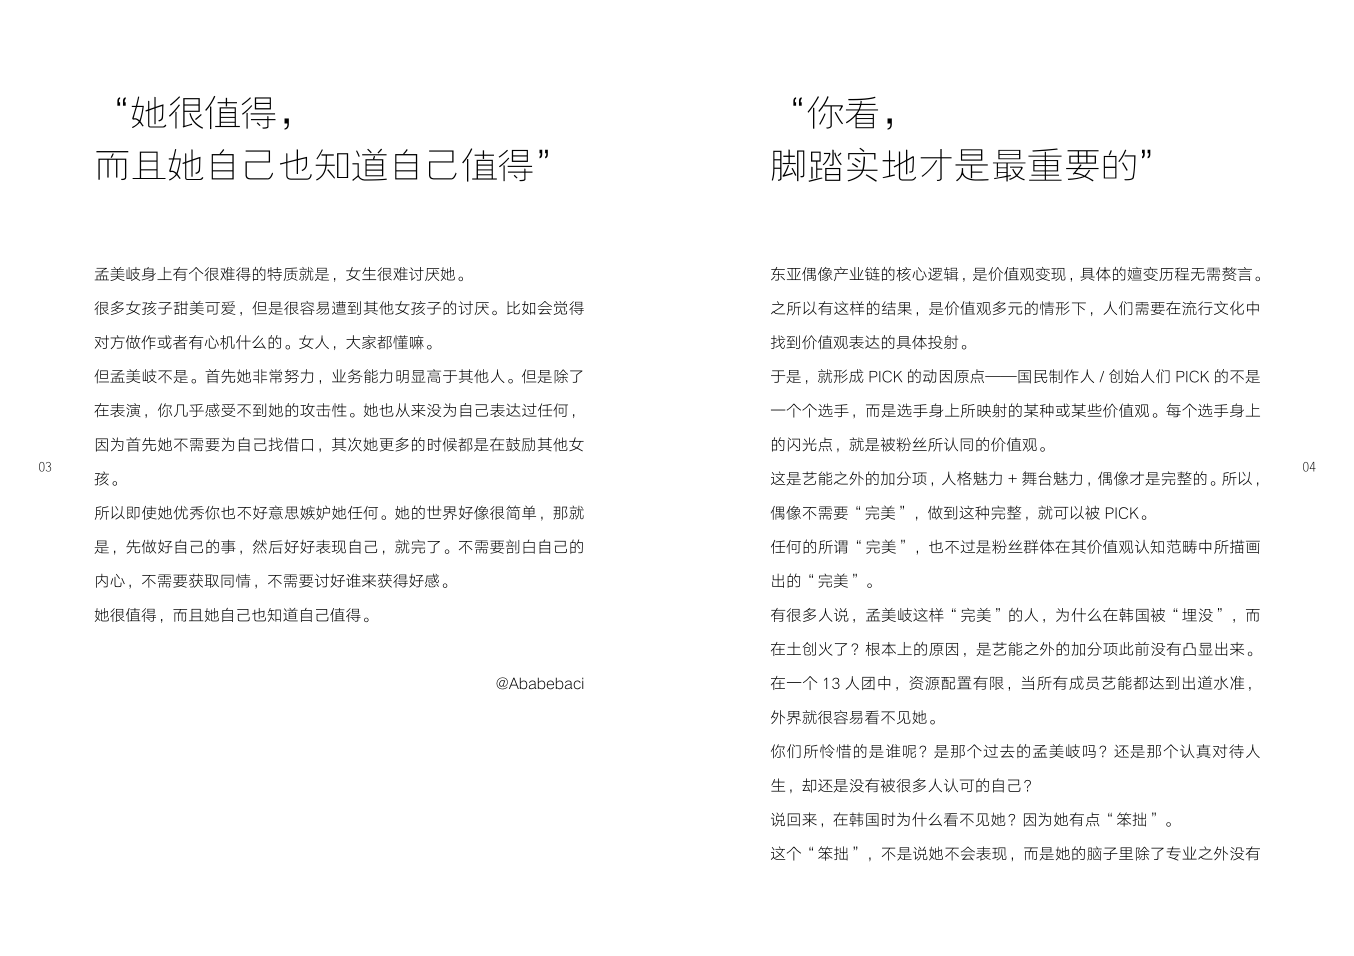 “她很值得，
而且她自己也知道自己值得”
孟美岐身上有个很难得的特质就是，女生很难讨厌她。
很多女孩子甜美可爱，但是很容易遭到其他女孩子的讨厌。比如会觉得
对方做作或者有心机什么的。女人，大家都懂嘛。
但孟美岐不是。首先她非常努力，业务能力明显高于其他人。但是除了
在表演，你几乎感受不到她的攻击性。她也从来没为自己表达过任何，
因为首先她不需要为自己找借口，其次她更多的时候都是在鼓励其他女
孩。
所以即使她优秀你也不好意思嫉妒她任何。她的世界好像很简单，那就
是，先做好自己的事，然后好好表现自己，就完了。不需要剖白自己的
内心，不需要获取同情，不需要讨好谁来获得好感。
她很值得，而且她自己也知道自己值得。
@Ababebaci
03
“你看，
脚踏实地才是最重要的”
东亚偶像产业链的核心逻辑，是价值观变现，具体的嬗变历程无需赘言。
之所以有这样的结果，是价值观多元的情形下，人们需要在流行文化中
找到价值观表达的具体投射。
于是，就形成 PICK 的动因原点——国民制作人 / 创始人们 PICK 的不是
一个个选手，而是选手身上所映射的某种或某些价值观。每个选手身上
的闪光点，就是被粉丝所认同的价值观。
这是艺能之外的加分项，人格魅力 + 舞台魅力，偶像才是完整的。所以，
偶像不需要“完美”，做到这种完整，就可以被 PICK。
任何的所谓“完美”，也不过是粉丝群体在其价值观认知范畴中所描画
出的“完美”。
有很多人说，孟美岐这样“完美”的人，为什么在韩国被“埋没”，而
在土创火了？根本上的原因，是艺能之外的加分项此前没有凸显出来。
在一个 13 人团中，资源配置有限，当所有成员艺能都达到出道水准，
外界就很容易看不见她。
你们所怜惜的是谁呢？是那个过去的孟美岐吗？还是那个认真对待人
生，却还是没有被很多人认可的自己？
说回来，在韩国时为什么看不见她？因为她有点“笨拙”。
这个“笨拙”，不是说她不会表现，而是她的脑子里除了专业之外没有
04